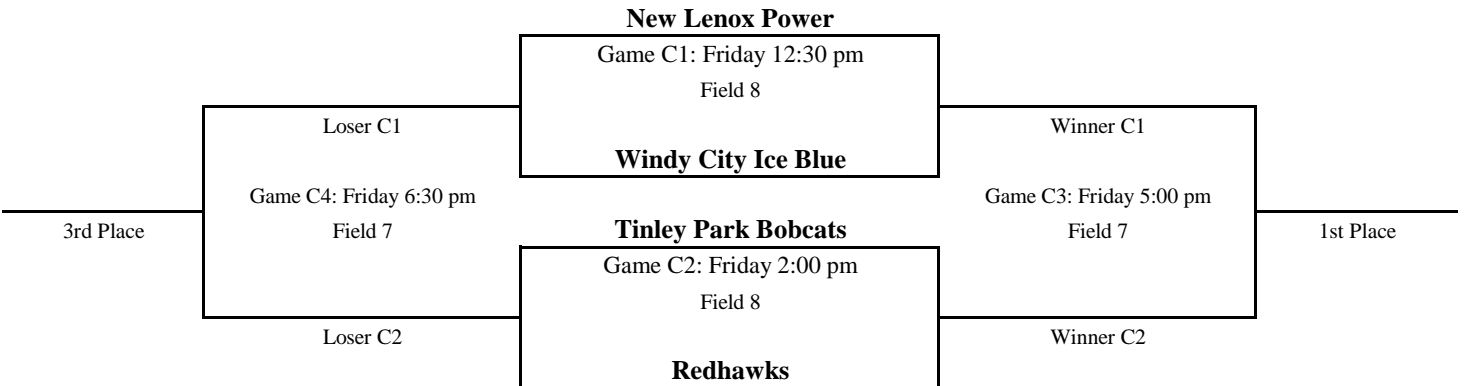 New Lenox Power
Game C1: Friday 12:30 pm
Field 8
Loser C1
Winner C1
Windy City Ice Blue
Game C4: Friday 6:30 pm
Game C3: Friday 5:00 pm
3rd Place
Field 7
Tinley Park Bobcats
Field 7
1st Place
Game C2: Friday 2:00 pm
Field 8
Loser C2
Winner C2
Redhawks